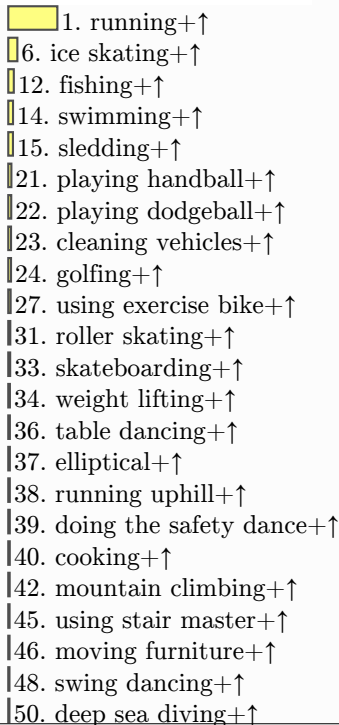 1. running+↑
6. ice skating+↑
12. fishing+↑
14. swimming+↑
15. sledding+↑
21. playing handball+↑
22. playing dodgeball+↑
23. cleaning vehicles+↑
24. golfing+↑
27. using exercise bike+↑
31. roller skating+↑
33. skateboarding+↑
34. weight lifting+↑
36. table dancing+↑
37. elliptical+↑
38. running uphill+↑
39. doing the safety dance+↑
40. cooking+↑
42. mountain climbing+↑
45. using stair master+↑
46. moving furniture+↑
48. swing dancing+↑
50. deep sea diving+↑